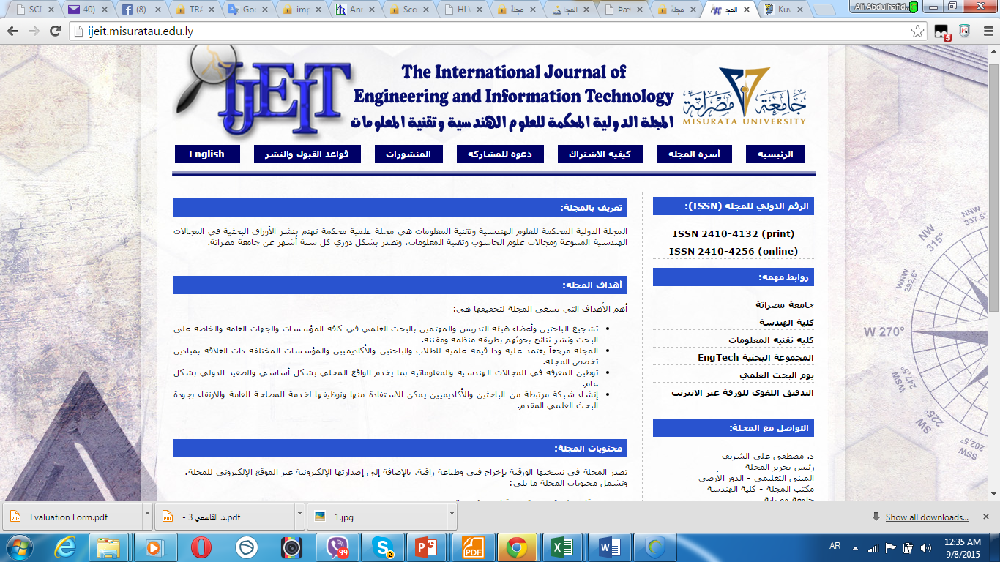 SCI
40)
(8)
TRA
Goo
imp
Ani
Sco
HLV
مجلة
المجا
Þæ
مجلة
المج
Kuv
Ali Abdulhafid...
ijeit.misuratau.edu.ly
5
IJEIT
The International Journal of
Engineering and Information Technology
المجلة الدولية المحكمة للعلوم الهندسية وتقنية المعلومات
جامعة مصراتة
MISURATA UNIVERSITY
الرئيسية
أسرة المجلة
كيفية الاشتراك
دعوة للمشاركة
المنشورات
قواعد القبول والنشر
English
الرقم الدولي للمجلة (ISSN):
ISSN 2410-4132 (print)
ISSN 2410-4256 (online)
روابط مهمة:
جامعة مصراتة
كلية الهندسة
كلية تقنية المعلومات
المجموعة البحثية EngTech
يوم البحث العلمي
التدقيق اللغوي للورقة عبر الانترنت
التواصل مع المجلة:
د. مصطفى علي الشريف
رئيس تحرير المجلة
المبنى التعليمي - الدور الأرضي
مكتب المجلة - كلية الهندسة
جامعة مصراتة
تعريف بالمجلة:
المجلة الدولية المحكمة للعلوم الهندسية وتقنية المعلومات هي مجلة علمية محكمة تهتم بنشر الأوراق البحثية في المجالات
الهندسية المتنوعة ومجالات علوم الحاسوب وتقنية المعلومات، وتصدر بشكل دوري كل ستة أشهر عن جامعة مصراتة.
أهداف المجلة:
أهم الأهداف التي تسعى المجلة لتحقيقها هي:
• تشجيع الباحثين وأعضاء هيئة التدريس والمهتمين بالبحث العلمي في كافة المؤسسات والجهات العامة والخاصة على
البحث ونشر نتائج بحوثهم بطريقة منظمة ومقننة.
• المجلة مرجعاً يعتمد عليه وذا قيمة علمية للطلاب والباحثين والأكاديميين والمؤسسات المختلفة ذات العلاقة بميادين
تخصص المجلة.
• توطين المعرفة في المجالات الهندسية والمعلوماتية بما يخدم الواقع المحلي بشكل أساسي والصعيد الدولي بشكل
عام.
• إنشاء شبكة مرتبطة من الباحثين والأكاديميين يمكن الاستفادة منها وتوظيفها لخدمة المصلحة العامة والارتقاء بجودة
البحث العلمي المقدم.
محتويات المجلة:
تصدر المجلة في نسختها الورقية بإخراج فني وطباعة راقية، بالإضافة إلى إصدارتها الإلكترونية عبر الموقع الإلكتروني للمجلة.
وتشمل محتويات المجلة ما يلي:
NNW
337,5°
NW
315°
WNW
292,5°
W 270°
247,5°
WSW
225°
SW
202,5°
SSW
Evaluation Form.pdf
د. القاسمي 3 - .pdf
1.jpg
Show all downloads...
99
2
PDF
AR
12:35 AM
9/8/2015